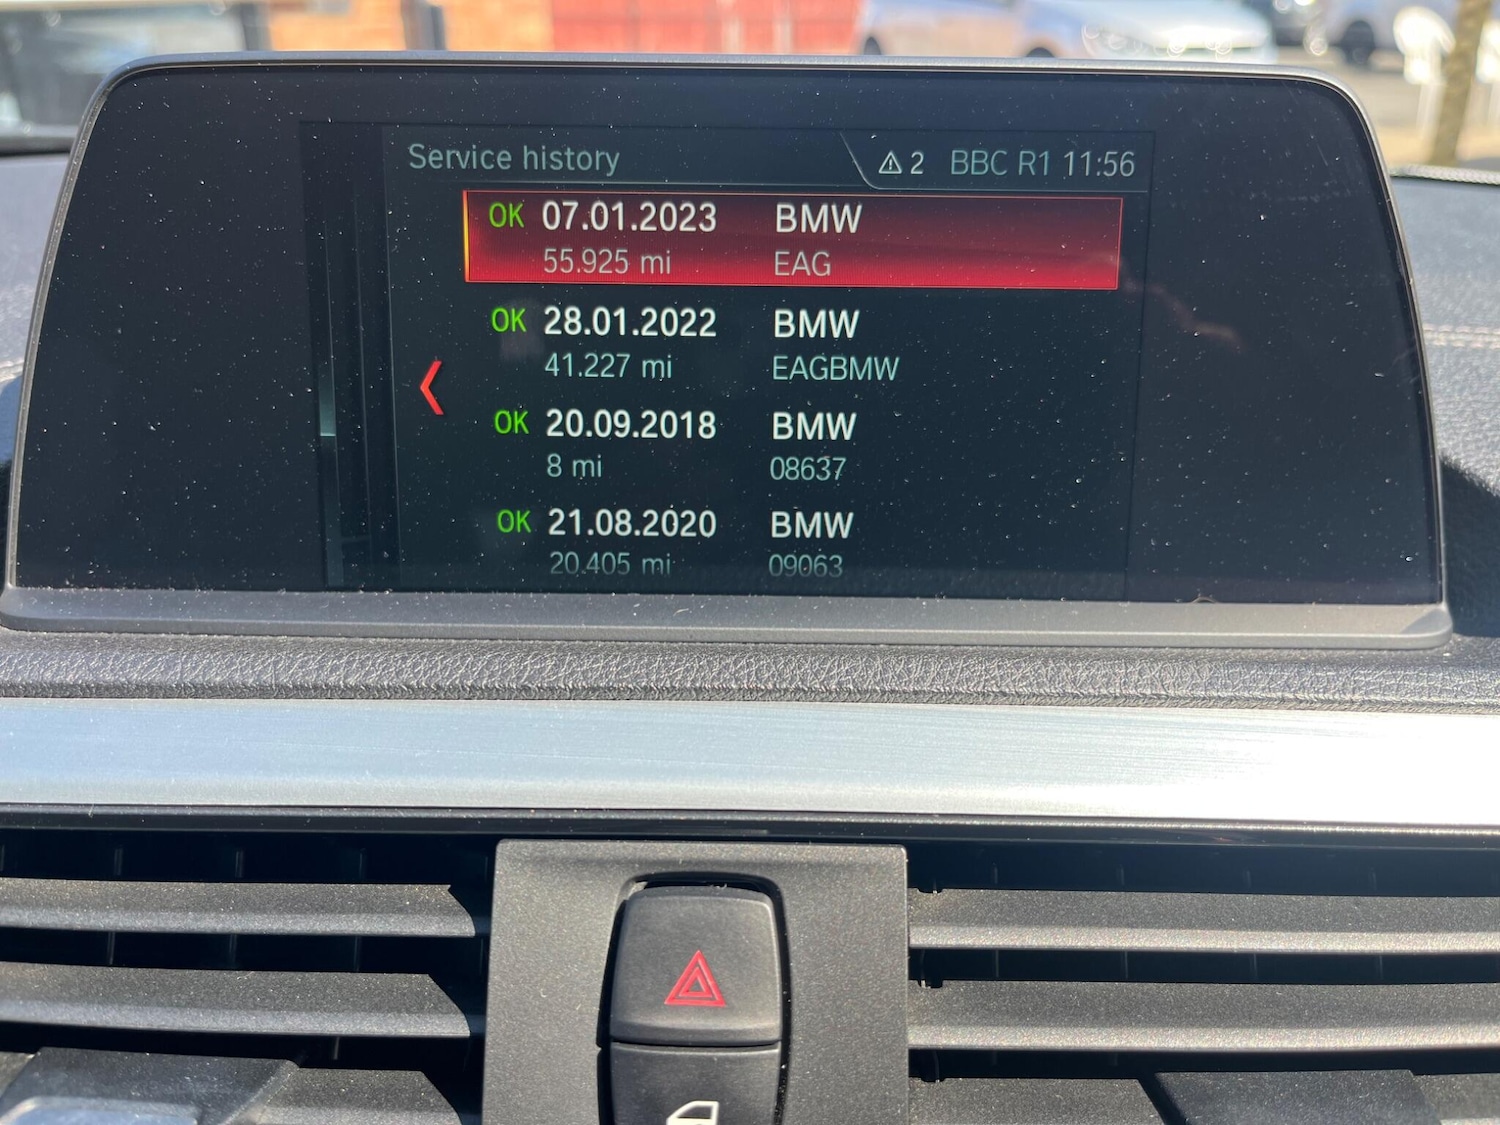 Service history
2 BBC R1 11:56
OK 07.01.2023 BMW
55.925 mi EAG
OK 28.01.2022 BMW
41.227 mi EAGBMW
OK 20.09.2018 BMW
8 mi 08637
OK 21.08.2020 BMW
20.405 mi 09063